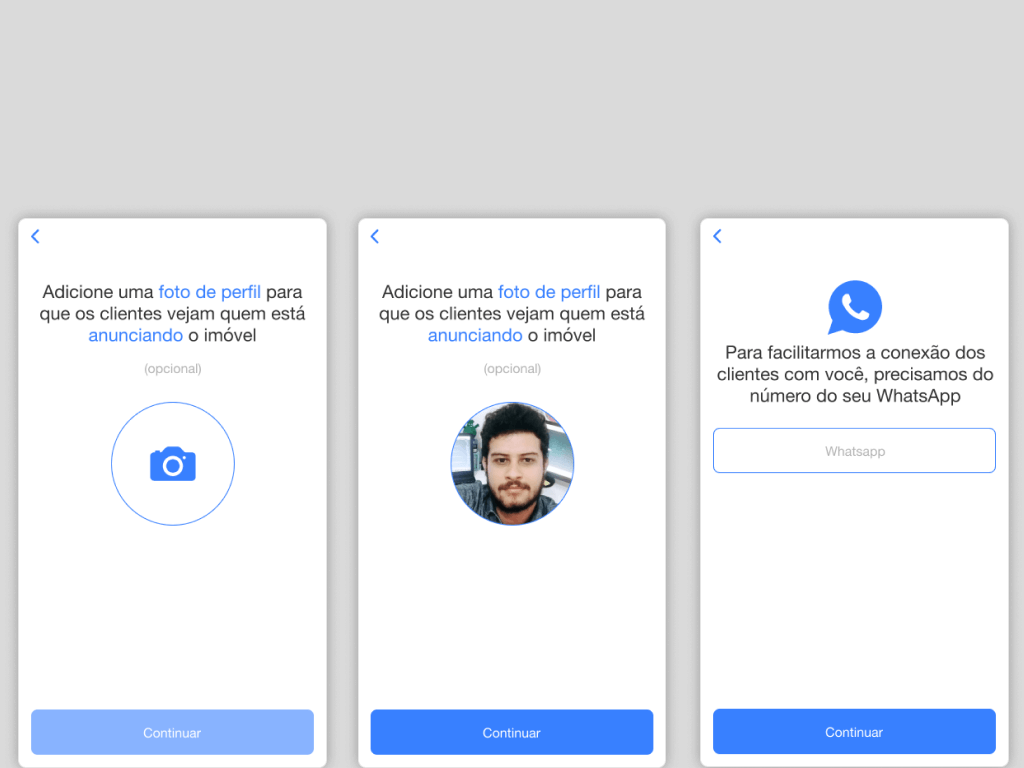 Adicione uma foto de perfil para
que os clientes vejam quem está
anunciando o imóvel
(opcional)
Continuar
Adicione uma foto de perfil para
que os clientes vejam quem está
anunciando o imóvel
(opcional)
Continuar
Para facilitarmos a conexão dos
clientes com você, precisamos do
número do seu WhatsApp
Whatsapp
Continuar